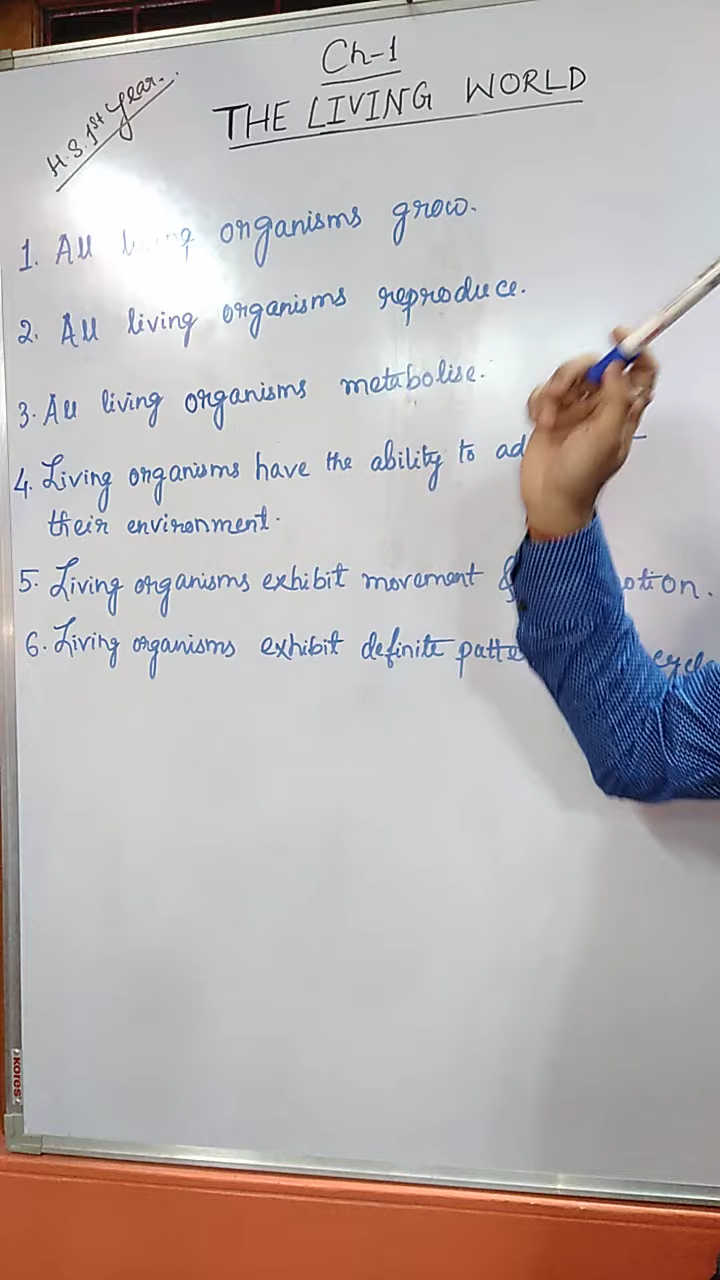 Ch-1
H.S. 1st Year.
THE LIVING WORLD
1. All living organisms grow.
2. All living organisms reproduce.
3. All living organisms metabolise.
4. Living organisms have the ability to
their environment.
5. Living organisms exhibit movement &
6. Living organisms exhibit definite
kores